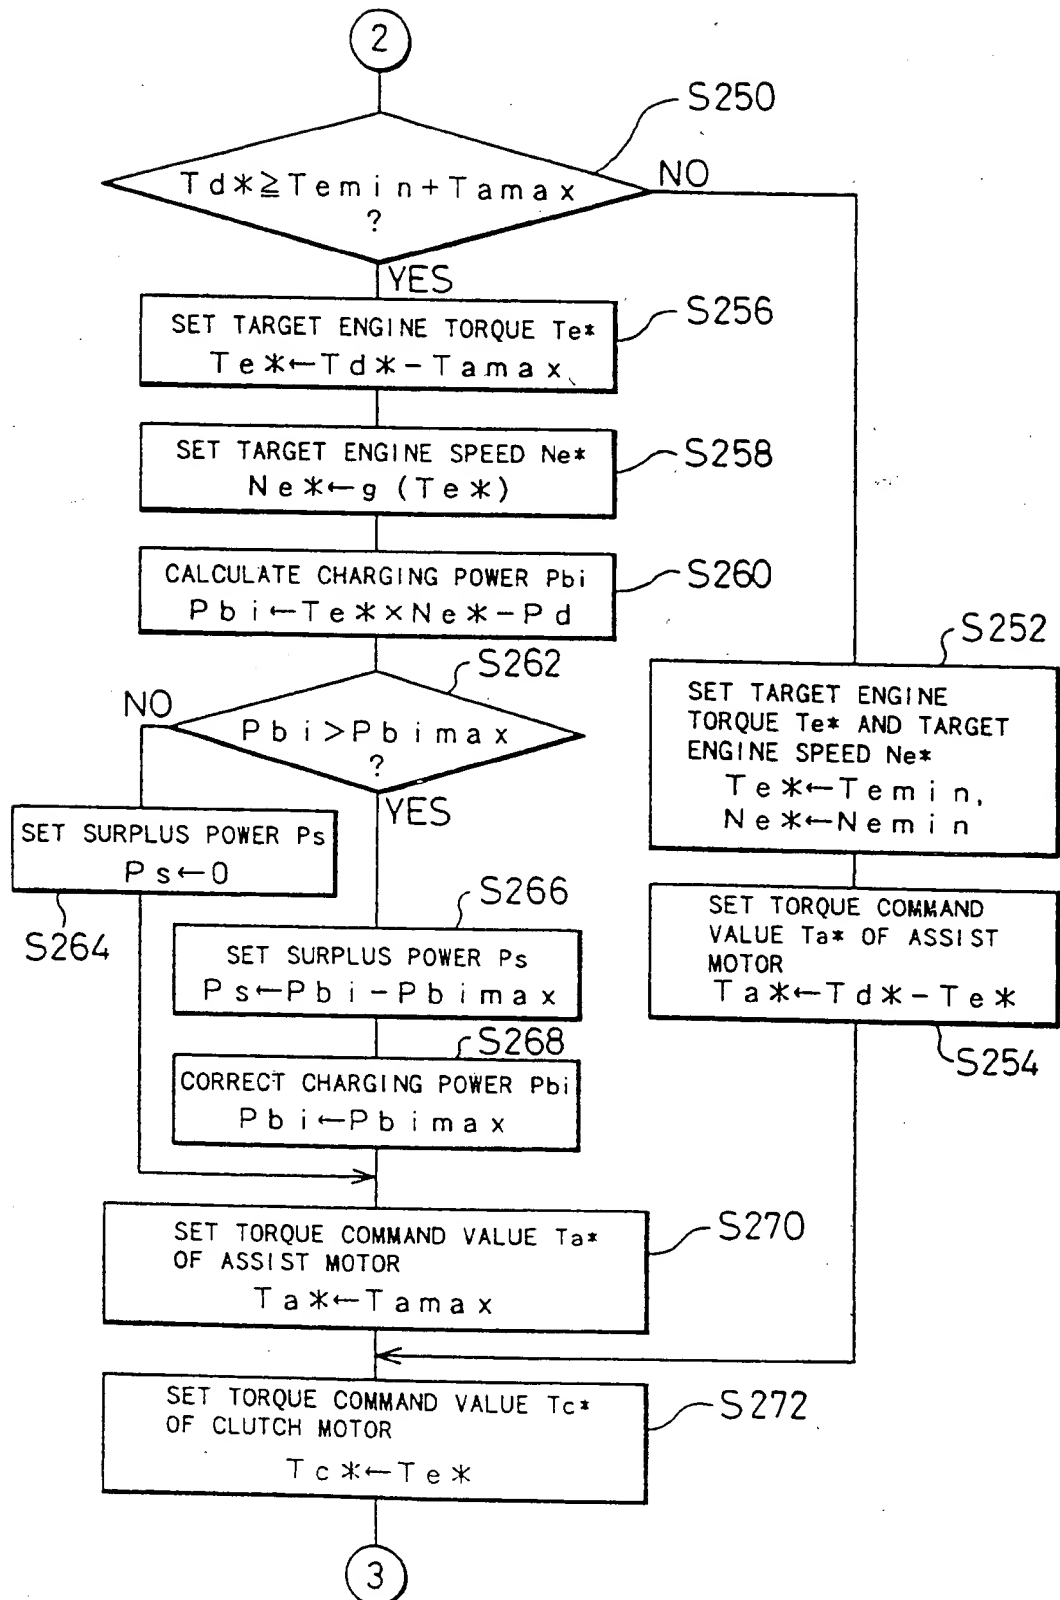 2
S250
Td*≧Temin+Tamax
?
NO
YES
S256
SET TARGET ENGINE TORQUE Te*
Te*←Td*-Tamax
S258
SET TARGET ENGINE SPEED Ne*
Ne*←g(Te*)
S260
CALCULATE CHARGING POWER Pbi
Pbi←Te*×Ne*-Pd
S262
NO
Pbi>Pbimax
?
YES
S252
SET TARGET ENGINE
TORQUE Te* AND TARGET
ENGINE SPEED Ne*
Te*←Temin,
Ne*←Nemin
SET SURPLUS POWER Ps
Ps←0
S264
S266
SET SURPLUS POWER Ps
Ps←Pbi-Pbimax
SET TORQUE COMMAND
VALUE Ta* OF ASSIST
MOTOR
Ta*←Td*-Te*
S254
S268
CORRECT CHARGING POWER Pbi
Pbi←Pbimax
S270
SET TORQUE COMMAND VALUE Ta*
OF ASSIST MOTOR
Ta*←Tamax
S272
SET TORQUE COMMAND VALUE Tc*
OF CLUTCH MOTOR
Tc*←Te*
3